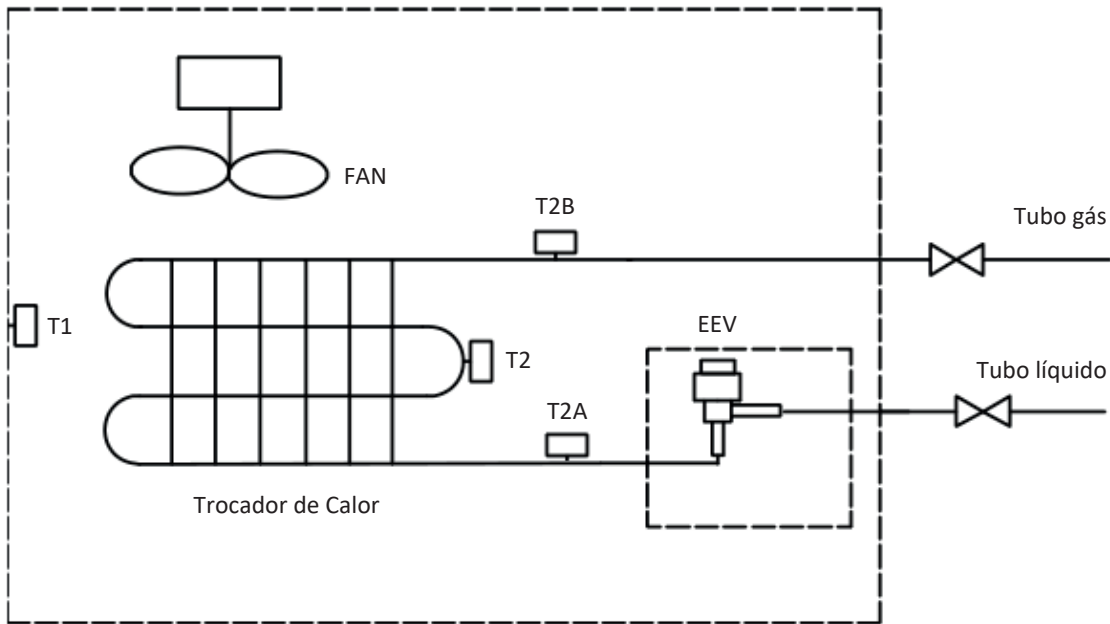 FAN
T2B
Tubo gás
T1
EEV
T2
Tubo líquido
T2A
Trocador de Calor